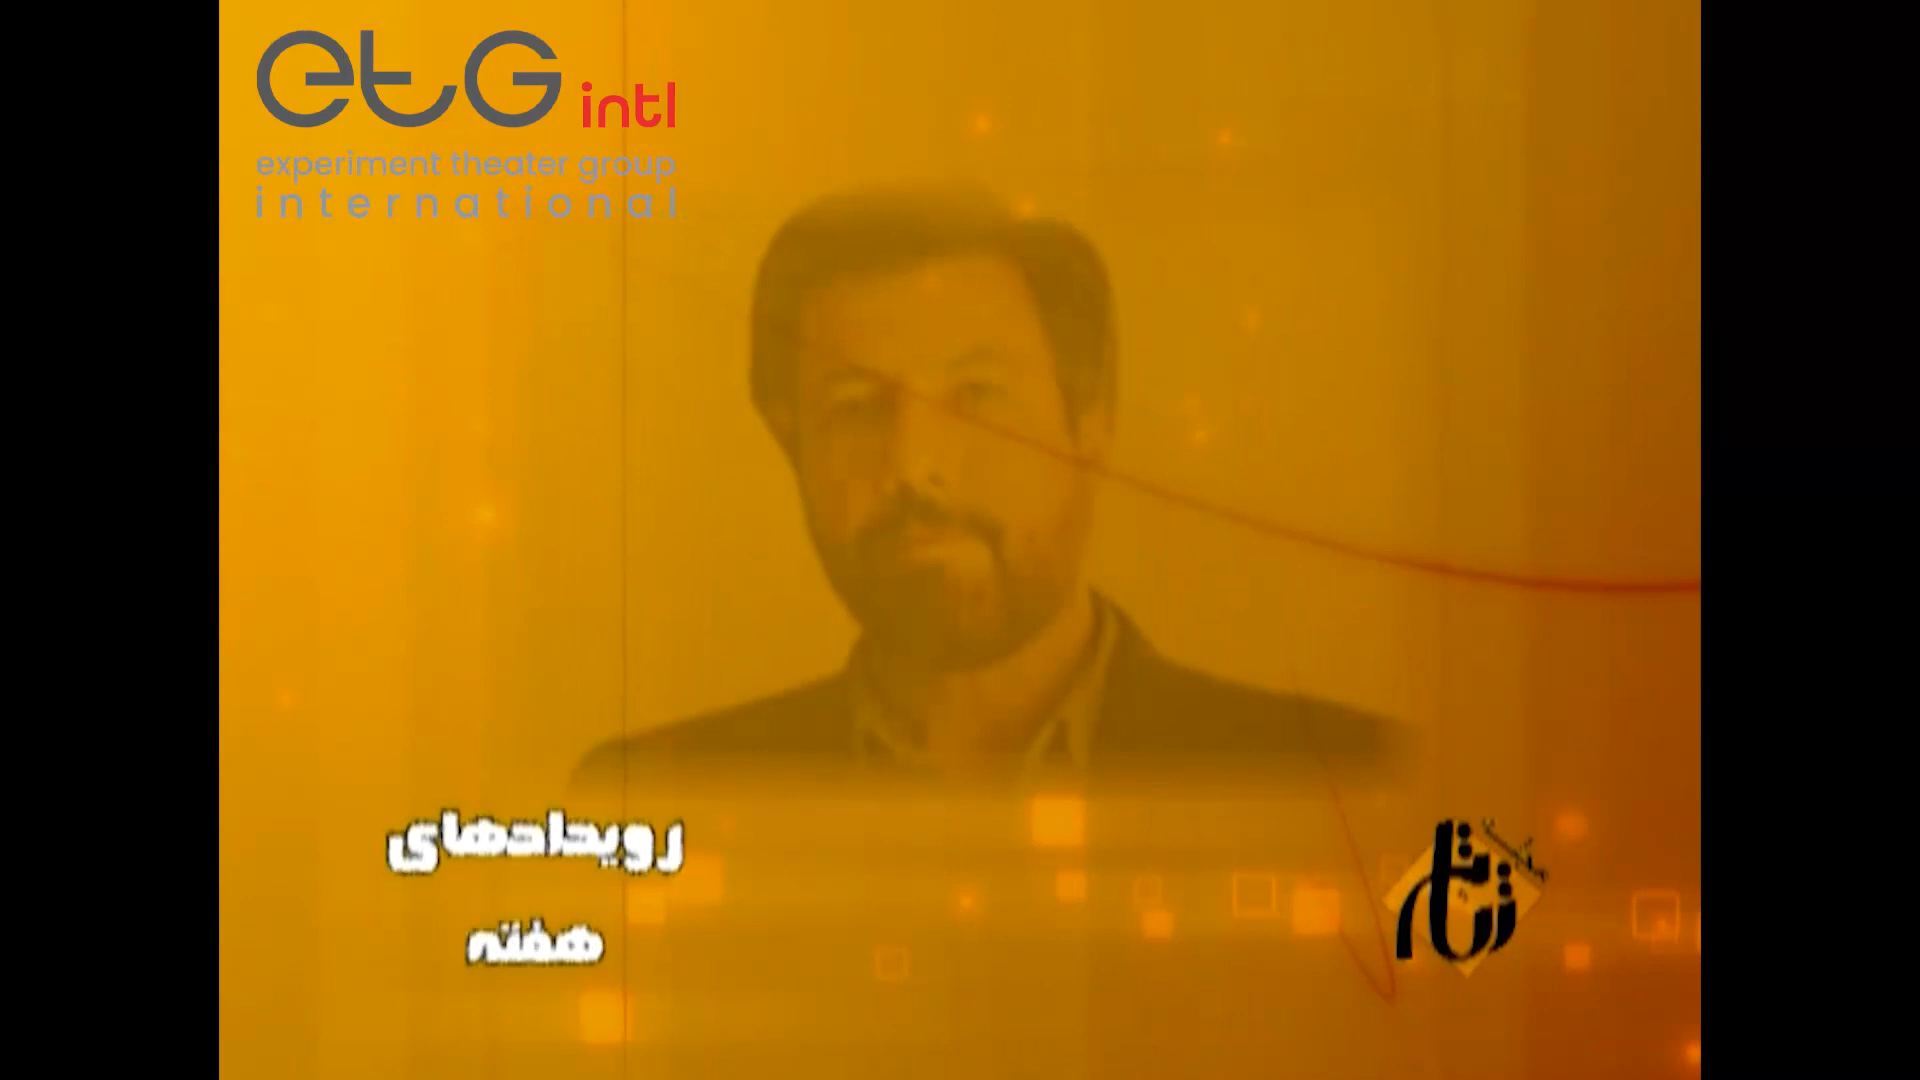 etG intl
experiment theater group
international
رویدادهای
هفته
تئاتر